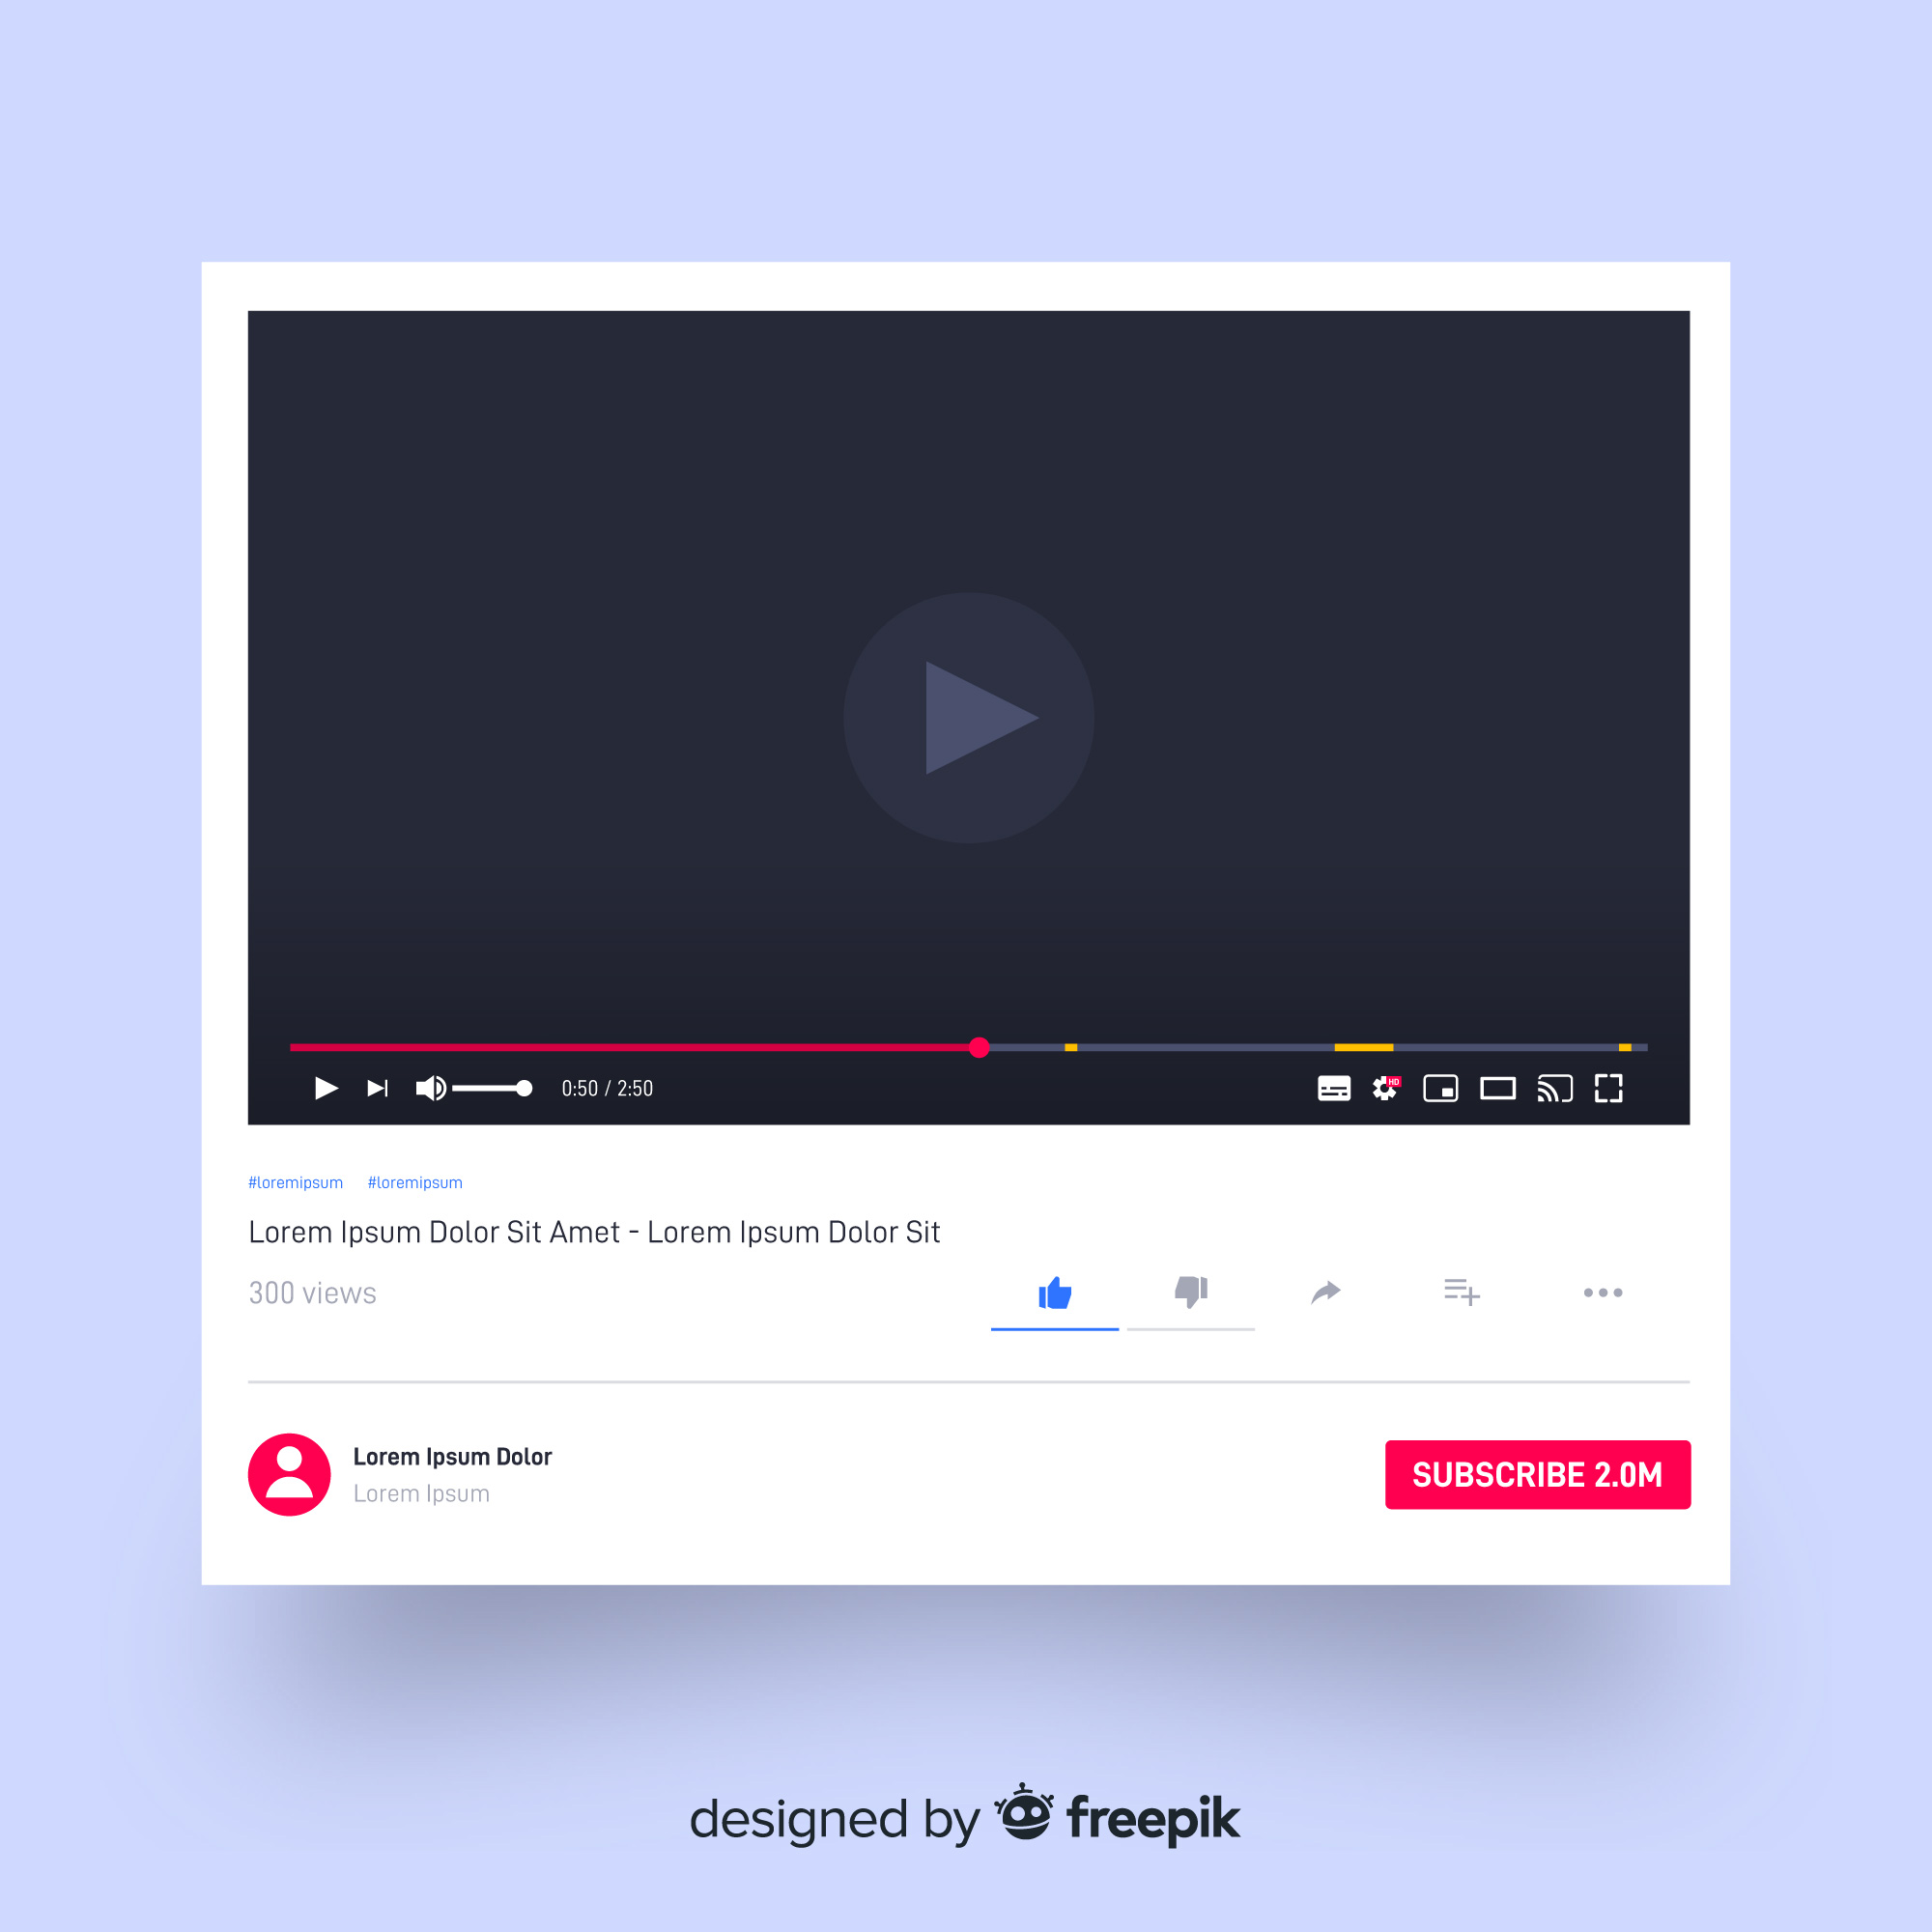 0:50 / 2:50
HD
#loremipsum #loremipsum
Lorem Ipsum Dolor Sit Amet - Lorem Ipsum Dolor Sit
300 views
Lorem Ipsum Dolor
Lorem Ipsum
SUBSCRIBE 2.0M
designed by freepik